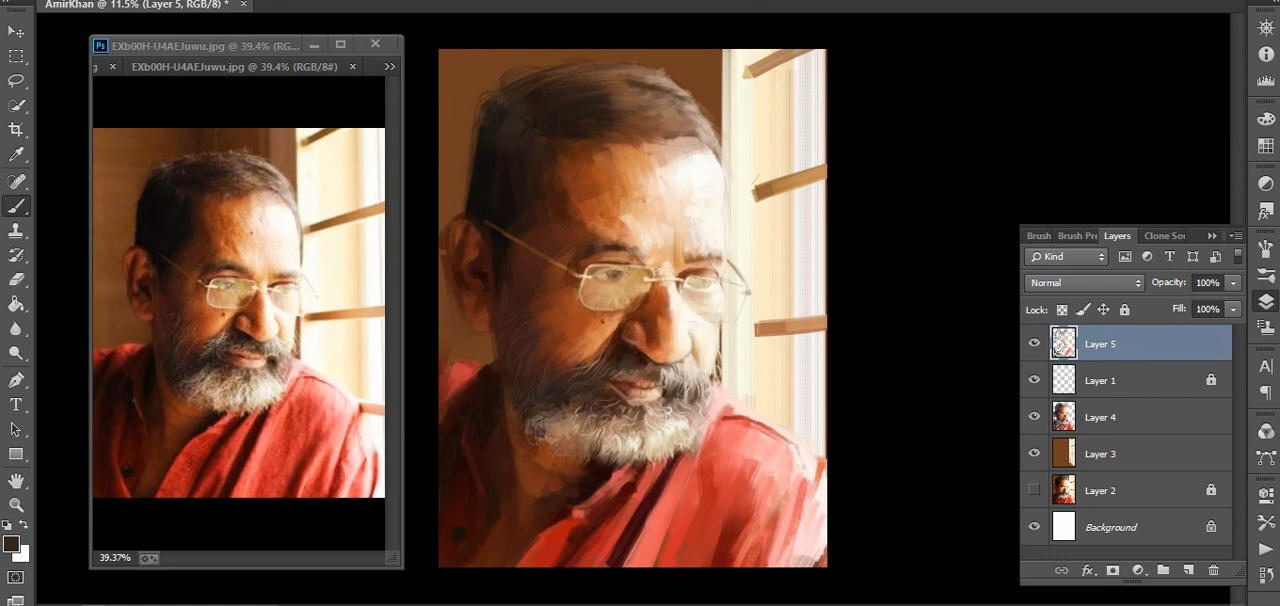 AmirKhan @ 11.5% (Layer 5, RGB/8) * ×
Ps EXb00H-U4AEJuwu.jpg @ 39.4% (RG...
g × EXb00H-U4AEJuwu.jpg @ 39.4% (RGB/8#) × >>
39.37%
Brush Brush Pre Layers Clone Sou
Kind
Normal Opacity: 100%
Lock: Fill: 100%
Layer 5
Layer 1
Layer 4
Layer 3
Layer 2
Background
fx